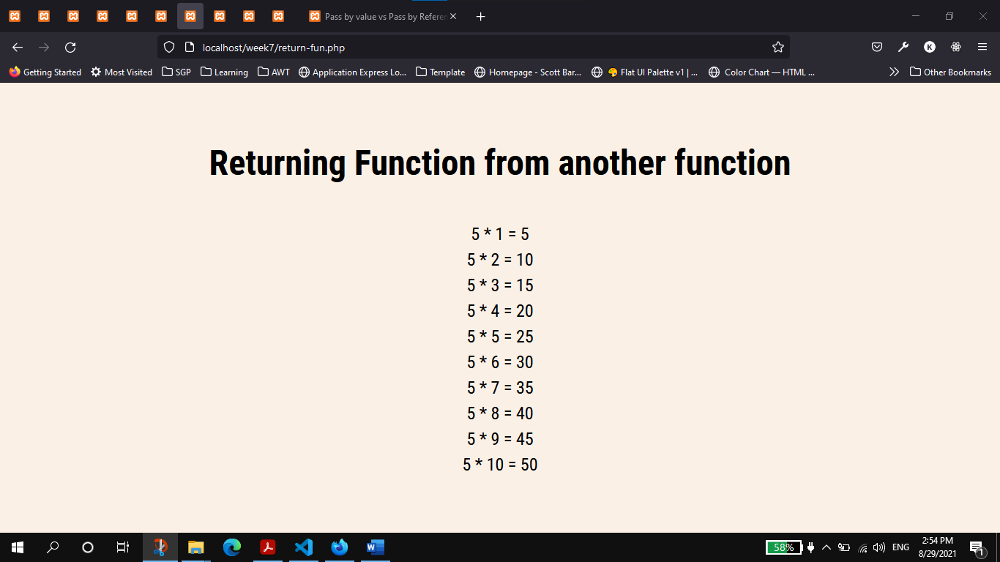 Pass by value vs Pass by Referen
localhost/week7/return-fun.php
K
Getting Started Most Visited SGP Learning AWT Application Express Lo... Template Homepage - Scott Bar... Flat UI Palette v1 | ... Color Chart — HTML ... Other Bookmarks
Returning Function from another function
5 * 1 = 5
5 * 2 = 10
5 * 3 = 15
5 * 4 = 20
5 * 5 = 25
5 * 6 = 30
5 * 7 = 35
5 * 8 = 40
5 * 9 = 45
5 * 10 = 50
58% ENG 2:54 PM
8/29/2021 1